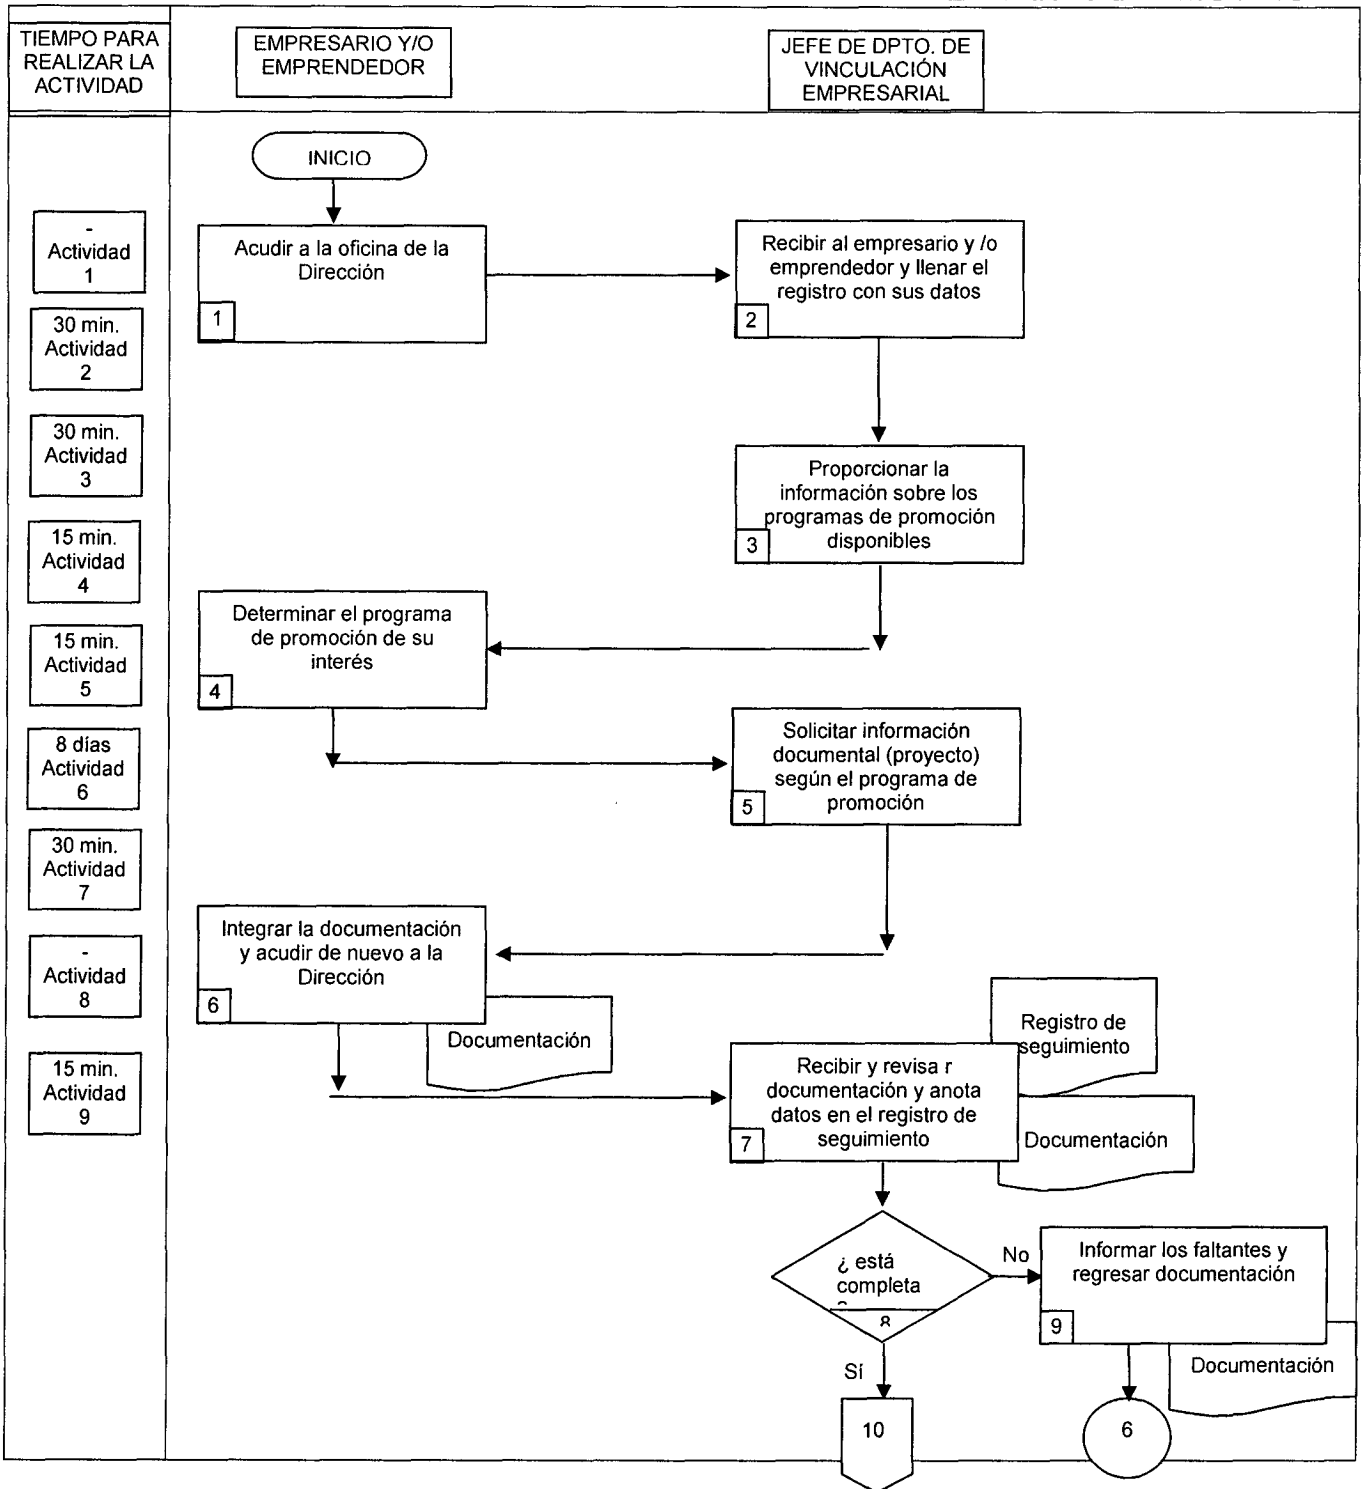 TIEMPO PARA
REALIZAR LA
ACTIVIDAD
EMPRESARIO Y/O
EMPRENDEDOR
JEFE DE DPTO. DE
VINCULACIÓN
EMPRESARIAL
INICIO
-
Actividad
1
Acudir a la oficina de la
Dirección
1
Recibir al empresario y /o
emprendedor y llenar el
registro con sus datos
2
30 min.
Actividad
2
30 min.
Actividad
3
Proporcionar la
información sobre los
programas de promoción
disponibles
3
15 min.
Actividad
4
Determinar el programa
de promoción de su
interés
4
15 min.
Actividad
5
Solicitar información
documental (proyecto)
según el programa de
promoción
5
8 días
Actividad
6
30 min.
Actividad
7
Integrar la documentación
y acudir de nuevo a la
Dirección
6
Documentación
-
Actividad
8
Registro de
seguimiento
15 min.
Actividad
9
Recibir y revisa r
documentación y anota
datos en el registro de
seguimiento
7
Documentación
¿ está
completa
8
No
Informar los faltantes y
regresar documentación
9
Documentación
Sí
10
6